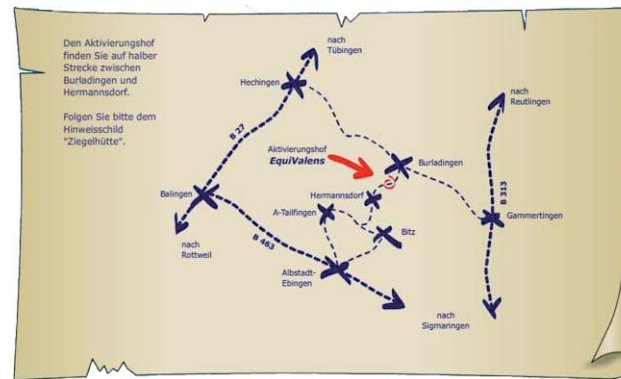 Den Aktivierungshof
finden Sie auf halber
Strecke zwischen
Burladingen und
Hermannsdorf.
Folgen Sie bitte dem
Hinweisschild
"Ziegelhütte".
nach
Tübingen
Hechingen
nach
Reutlingen
B 27
Aktivierungshof
EquiValens
Burladingen
Balingen
Hermannsdorf
B 313
A-Tailfingen
Gammertingen
Bitz
nach
Rottweil
B 463
Albstadt-
Ebingen
nach
Sigmaringen